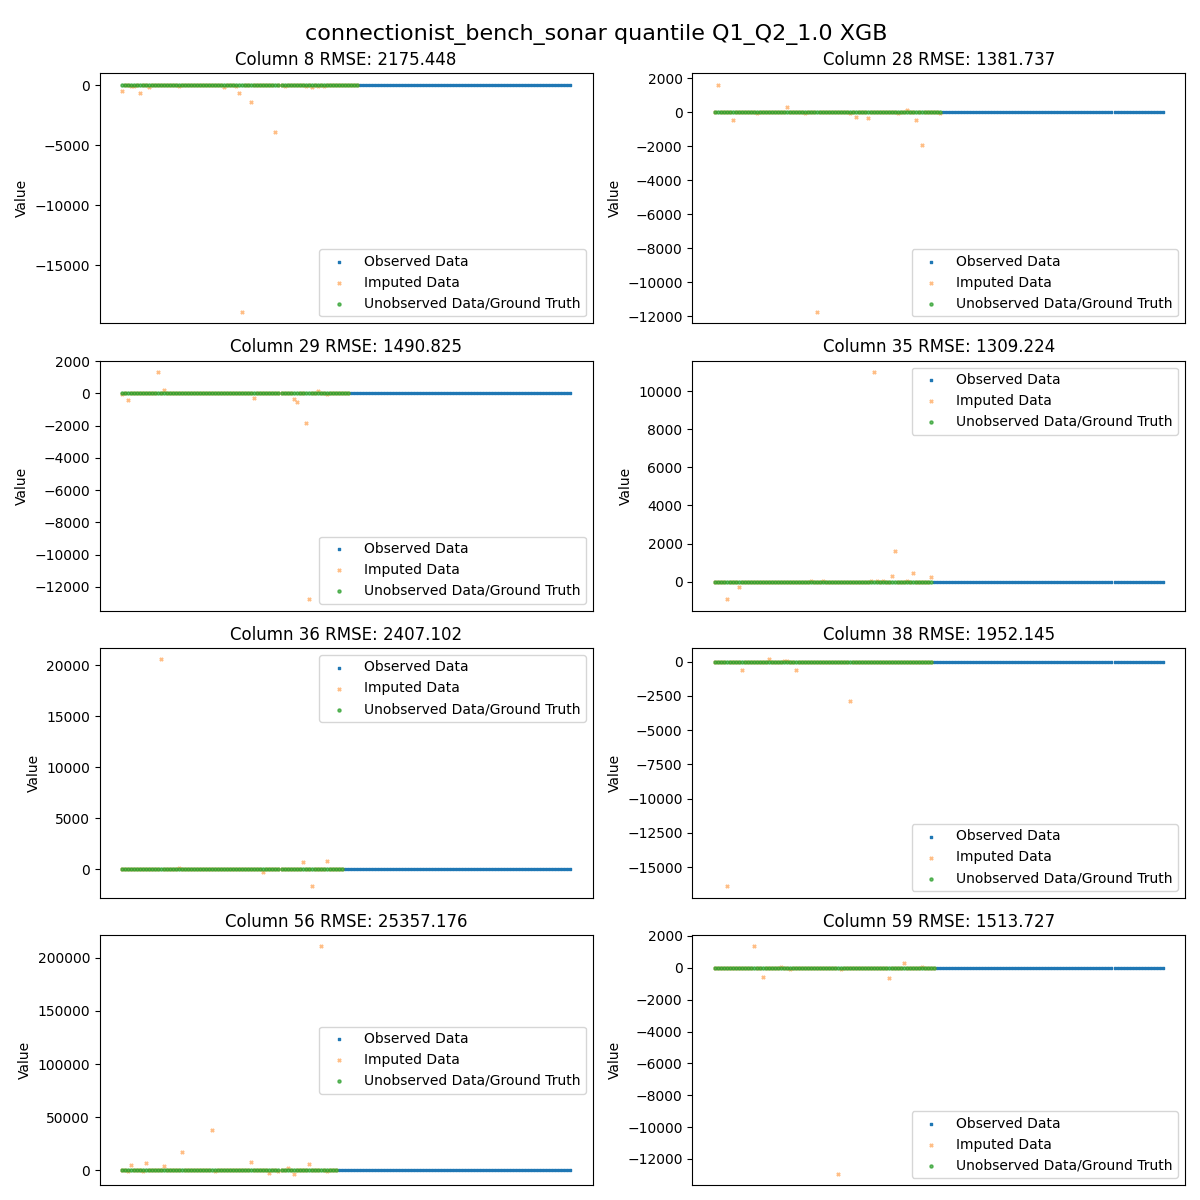 connectionist_bench_sonar quantile Q1_Q2_1.0 XGB
Column 8 RMSE: 2175.448
0
−5000
−10000
−15000
Value
Observed Data
Imputed Data
Unobserved Data/Ground Truth
Column 28 RMSE: 1381.737
2000
0
−2000
−4000
−6000
−8000
−10000
−12000
Value
Observed Data
Imputed Data
Unobserved Data/Ground Truth
Column 29 RMSE: 1490.825
2000
0
−2000
−4000
−6000
−8000
−10000
−12000
Value
Observed Data
Imputed Data
Unobserved Data/Ground Truth
Column 35 RMSE: 1309.224
10000
8000
6000
4000
2000
0
Value
Observed Data
Imputed Data
Unobserved Data/Ground Truth
Column 36 RMSE: 2407.102
20000
15000
10000
5000
0
Value
Observed Data
Imputed Data
Unobserved Data/Ground Truth
Column 38 RMSE: 1952.145
0
−2500
−5000
−7500
−10000
−12500
−15000
Value
Observed Data
Imputed Data
Unobserved Data/Ground Truth
Column 56 RMSE: 25357.176
200000
150000
100000
50000
0
Value
Observed Data
Imputed Data
Unobserved Data/Ground Truth
Column 59 RMSE: 1513.727
2000
0
−2000
−4000
−6000
−8000
−10000
−12000
Value
Observed Data
Imputed Data
Unobserved Data/Ground Truth